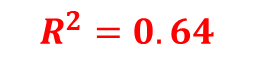 R² = 0.64